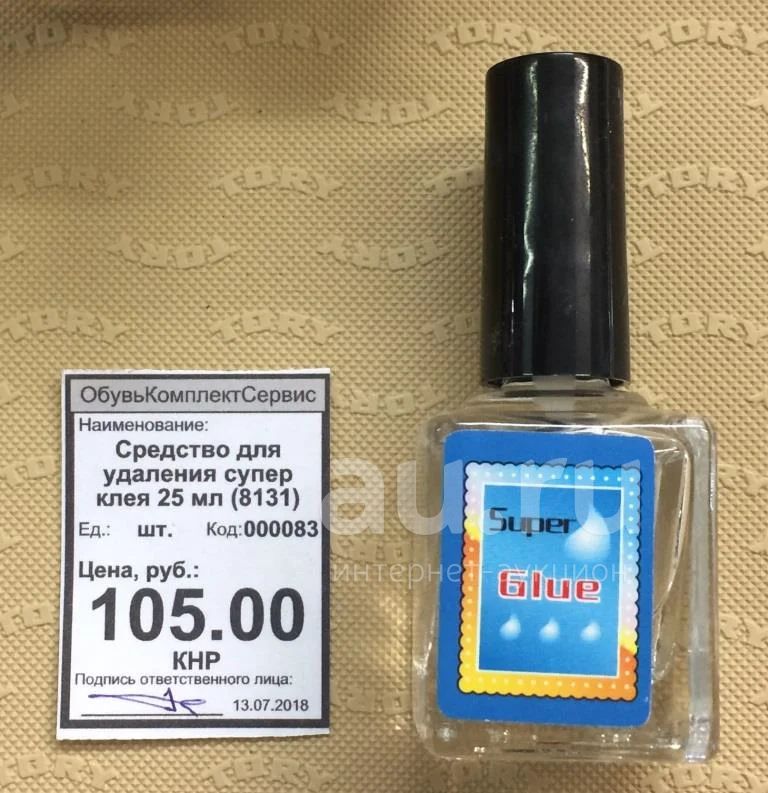 TORY
ОбувьКомплектСервис
Наименование:
Средство для
удаления супер
клея 25 мл (8131)
Ед.: шт. Код:000083
Цена, руб.:
105.00
КНР
Подпись ответственного лица:
13.07.2018
Super
Glue
au.ru
интернет-аукцион